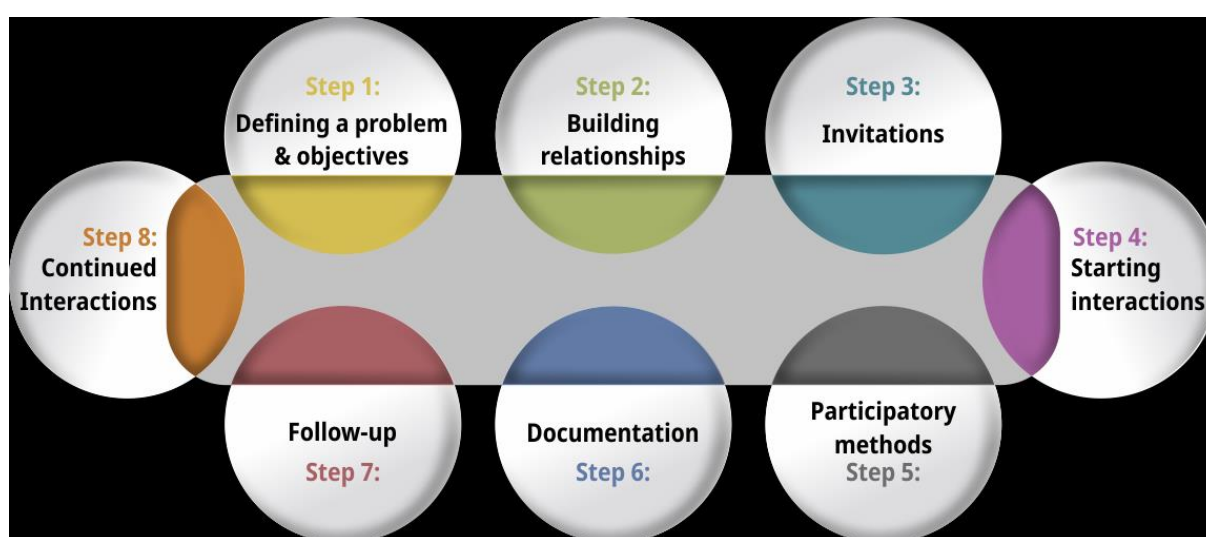 Step 1:
Defining a problem
& objectives
Step 2:
Building
relationships
Step 3:
Invitations
Step 4:
Starting
interactions
Participatory
methods
Step 5:
Documentation
Step 6:
Follow-up
Step 7:
Step 8:
Continued
Interactions